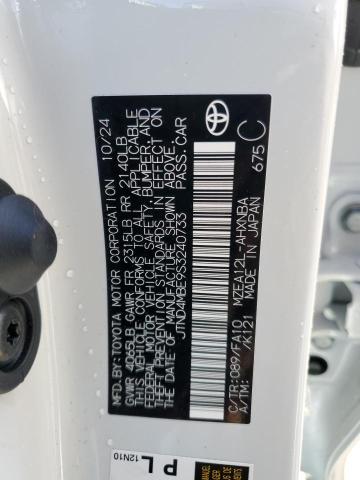 MFD.BY:TOYOTA MOTOR CORPORATION 10/24
GVWR 4065LB GAWR FR 2315LB RR 2140LB
THIS VEHICLE CONFORMS TO ALL APPLICABLE
FEDERAL MOTOR VEHICLE SAFETY, BUMPER, AND
THEFT PREVENTION STANDARDS IN EFFECT ON
THE DATE OF MANUFACTURE SHOWN ABOVE.
JTND4MBE9S3240733 PASS.CAR
TOYOTA
C/TR:089/FA10 MZEA12L-AHXNBA
A/TM: /K121 MADE IN JAPAN 675 C
P L
12N10